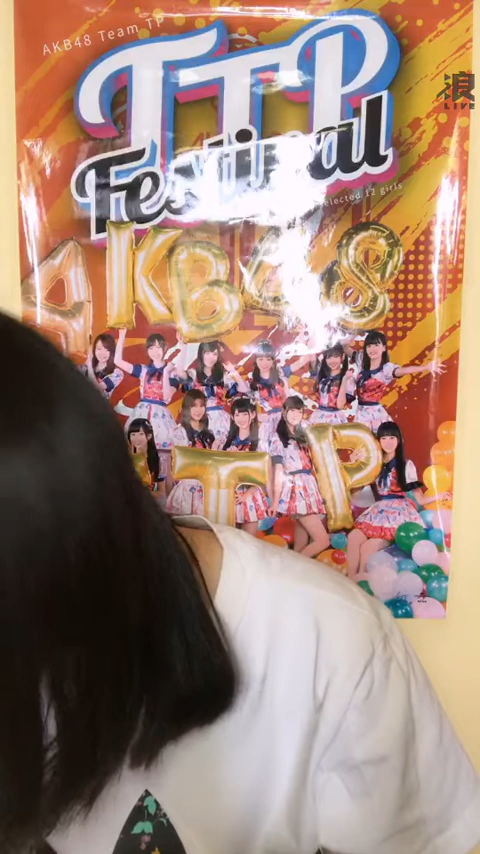 AKB48 Team TP
浪
LIVE
TTP
Festival
selected 12 girls
AKB48
TP